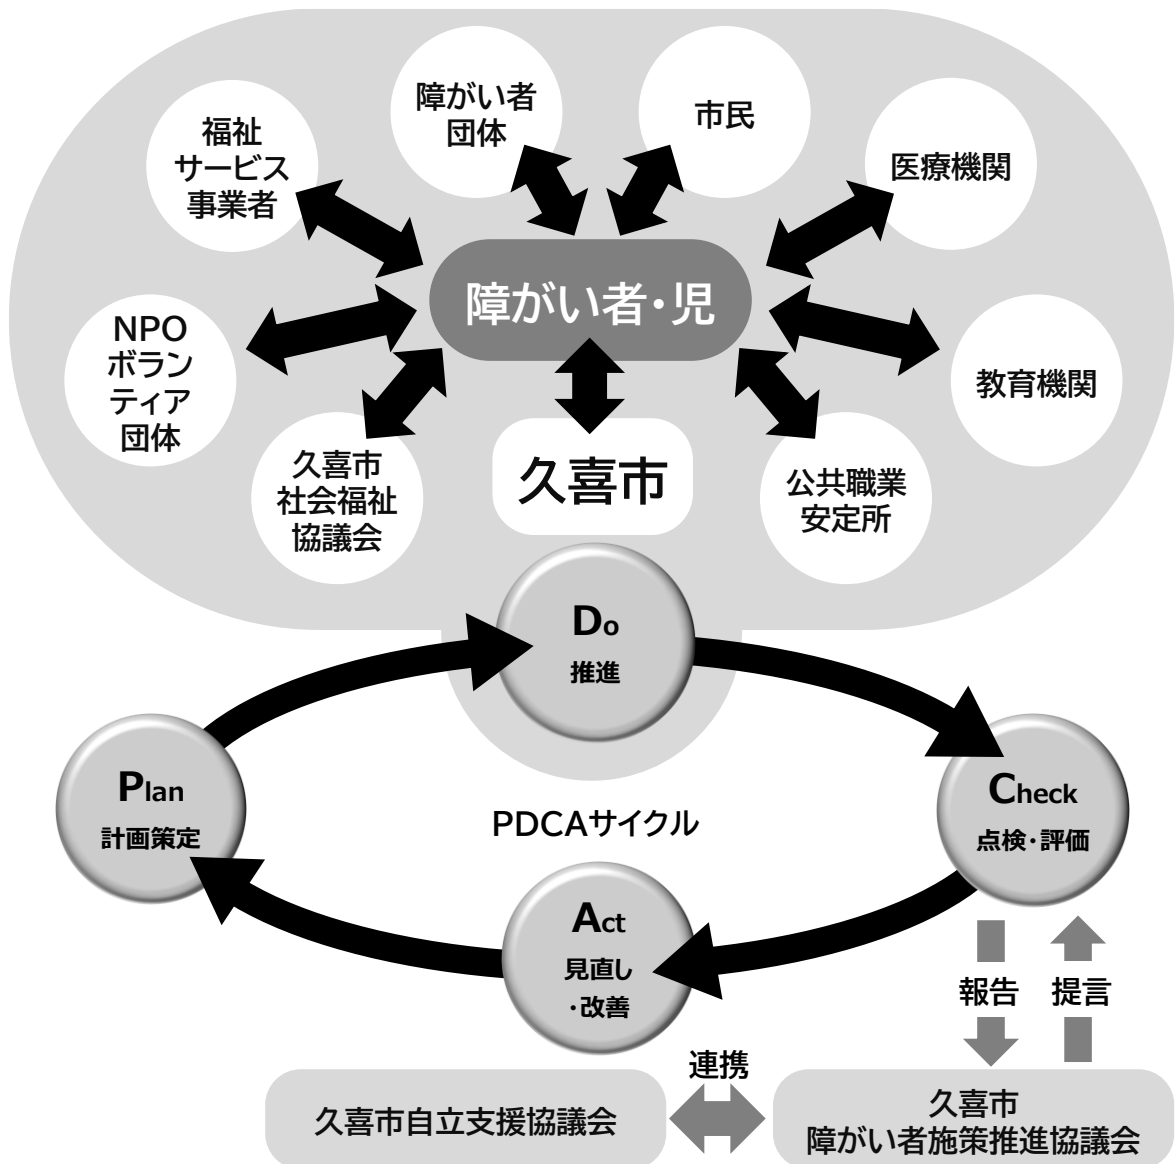 障がい者
団体
市民
福祉
サービス
事業者
医療機関
障がい者・児
NPO
ボラン
ティア
団体
教育機関
久喜市
社会福祉
協議会
久喜市
公共職業
安定所
Do
推進
Plan
計画策定
Check
点検・評価
PDCAサイクル
Act
見直し
・改善
報告
提言
連携
久喜市自立支援協議会
久喜市
障がい者施策推進協議会